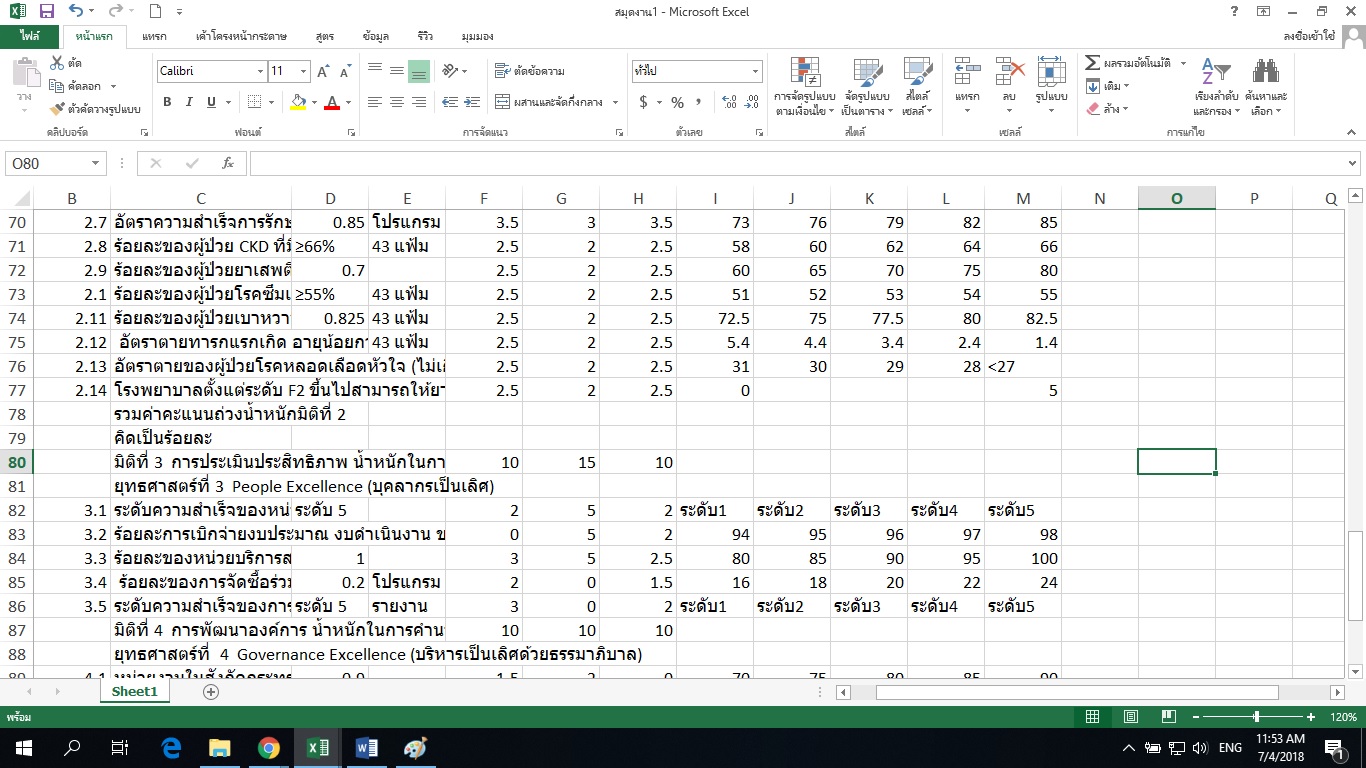 สมุดงาน1 - Microsoft Excel
ไฟล์ หน้าแรก แทรก เค้าโครงหน้ากระดาษ สูตร ข้อมูล รีวิว มุมมอง ลงชื่อเข้าใช้
วาง ตัด คัดลอก ตัวคัดวางรูปแบบ คลิปบอร์ด
Calibri 11 B I U ฟอนต์
ตัดข้อความ ผสานและจัดกึ่งกลาง การจัดแนว
ทั่วไป $ % ตัวเลข
การจัดรูปแบบตามเงื่อนไข จัดรูปแบบเป็นตาราง สไตล์เซลล์ สไตล์
แทรก ลบ รูปแบบ เซลล์
ผลรวมอัตโนมัติ เติม ล้าง เรียงลำดับและกรอง ค้นหาและเลือก การแก้ไข
O80 fx
B C D E F G H I J K L M N O P Q
70 2.7 อัตราความสำเร็จการรักษ 0.85 โปรแกรม 3.5 3 3.5 73 76 79 82 85
71 2.8 ร้อยละของผู้ป่วย CKD ที่มี ≥66% 43 แฟ้ม 2.5 2 2.5 58 60 62 64 66
72 2.9 ร้อยละของผู้ป่วยยาเสพติ 0.7 2.5 2 2.5 60 65 70 75 80
73 2.1 ร้อยละของผู้ป่วยโรคซึมเ ≥55% 43 แฟ้ม 2.5 2 2.5 51 52 53 54 55
74 2.11 ร้อยละของผู้ป่วยเบาหวา 0.825 43 แฟ้ม 2.5 2 2.5 72.5 75 77.5 80 82.5
75 2.12 อัตราตายทารกแรกเกิด อายุน้อยกว 43 แฟ้ม 2.5 2 2.5 5.4 4.4 3.4 2.4 1.4
76 2.13 อัตราตายของผู้ป่วยโรคหลอดเลือดหัวใจ (ไม่เกิ 2.5 2 2.5 31 30 29 28 <27
77 2.14 โรงพยาบาลตั้งแต่ระดับ F2 ขึ้นไปสามารถให้ยา 2.5 2 2.5 0 5
78 รวมค่าคะแนนถ่วงน้ำหนักมิติที่ 2
79 คิดเป็นร้อยละ
80 มิติที่ 3 การประเมินประสิทธิภาพ น้ำหนักในกา 10 15 10
81 ยุทธศาสตร์ที่ 3 People Excellence (บุคลากรเป็นเลิศ)
82 3.1 ระดับความสำเร็จของหน่ว ระดับ 5 2 5 2 ระดับ1 ระดับ2 ระดับ3 ระดับ4 ระดับ5
83 3.2 ร้อยละการเบิกจ่ายงบประมาณ งบดำเนินงาน ข 0 5 2 94 95 96 97 98
84 3.3 ร้อยละของหน่วยบริการส 1 3 5 2.5 80 85 90 95 100
85 3.4 ร้อยละของการจัดซื้อร่วม 0.2 โปรแกรม 2 0 1.5 16 18 20 22 24
86 3.5 ระดับความสำเร็จของการ ระดับ 5 รายงาน 3 0 2 ระดับ1 ระดับ2 ระดับ3 ระดับ4 ระดับ5
87 มิติที่ 4 การพัฒนาองค์การ น้ำหนักในการคำน 10 10 10
88 ยุทธศาสตร์ที่ 4 Governance Excellence (บริหารเป็นเลิศด้วยธรรมาภิบาล)
Sheet1
พร้อม 120%
ENG 11:53 AM
7/4/2018 1